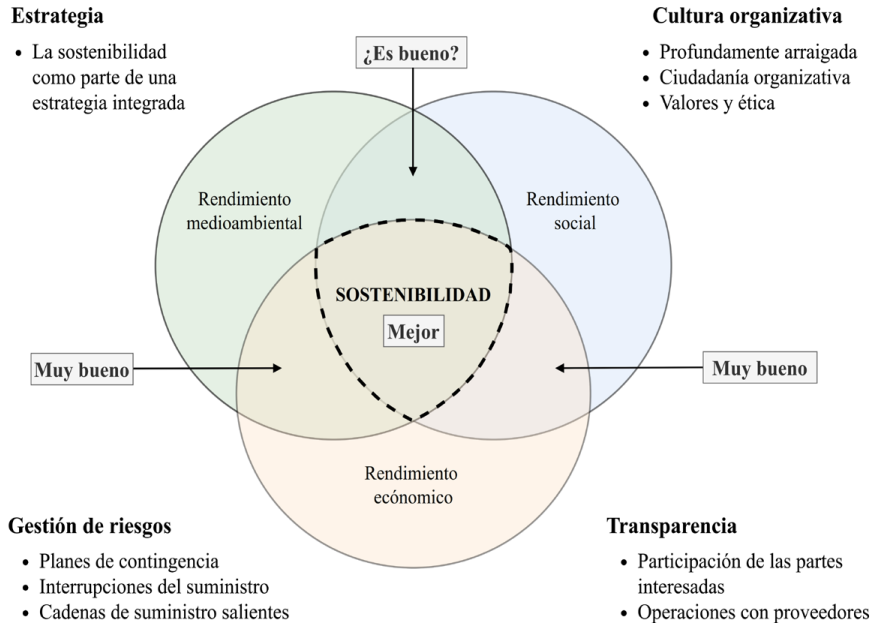 Estrategia
• La sostenibilidad
como parte de una
estrategia integrada
¿Es bueno?
Cultura organizativa
• Profundamente arraigada
• Ciudadanía organizativa
• Valores y ética
Rendimiento
medioambiental
Rendimiento
social
SOSTENIBILIDAD
Mejor
Muy bueno
Muy bueno
Rendimiento
ecónomico
Gestión de riesgos
• Planes de contingencia
• Interrupciones del suministro
• Cadenas de suministro salientes
Transparencia
• Participación de las partes
interesadas
• Operaciones con proveedores